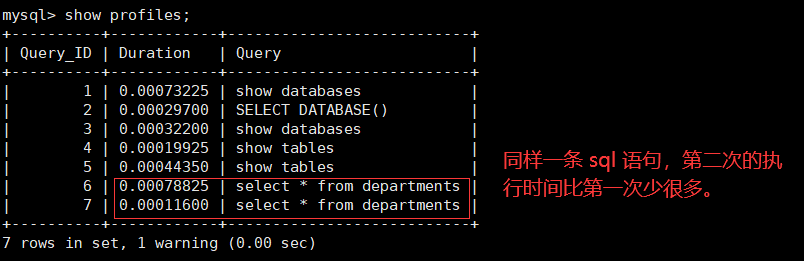 mysql> show profiles;
+----------+------------+---------------------------+
| Query_ID | Duration   | Query                     |
+----------+------------+---------------------------+
|        1 | 0.00073225 | show databases            |
|        2 | 0.00029700 | SELECT DATABASE()         |
|        3 | 0.00032200 | show databases            |
|        4 | 0.00019925 | show tables               |
|        5 | 0.00044350 | show tables               |
|        6 | 0.00078825 | select * from departments |
|        7 | 0.00011600 | select * from departments |
+----------+------------+---------------------------+
7 rows in set, 1 warning (0.00 sec)
同样一条 sql 语句，第二次的执
行时间比第一次少很多。